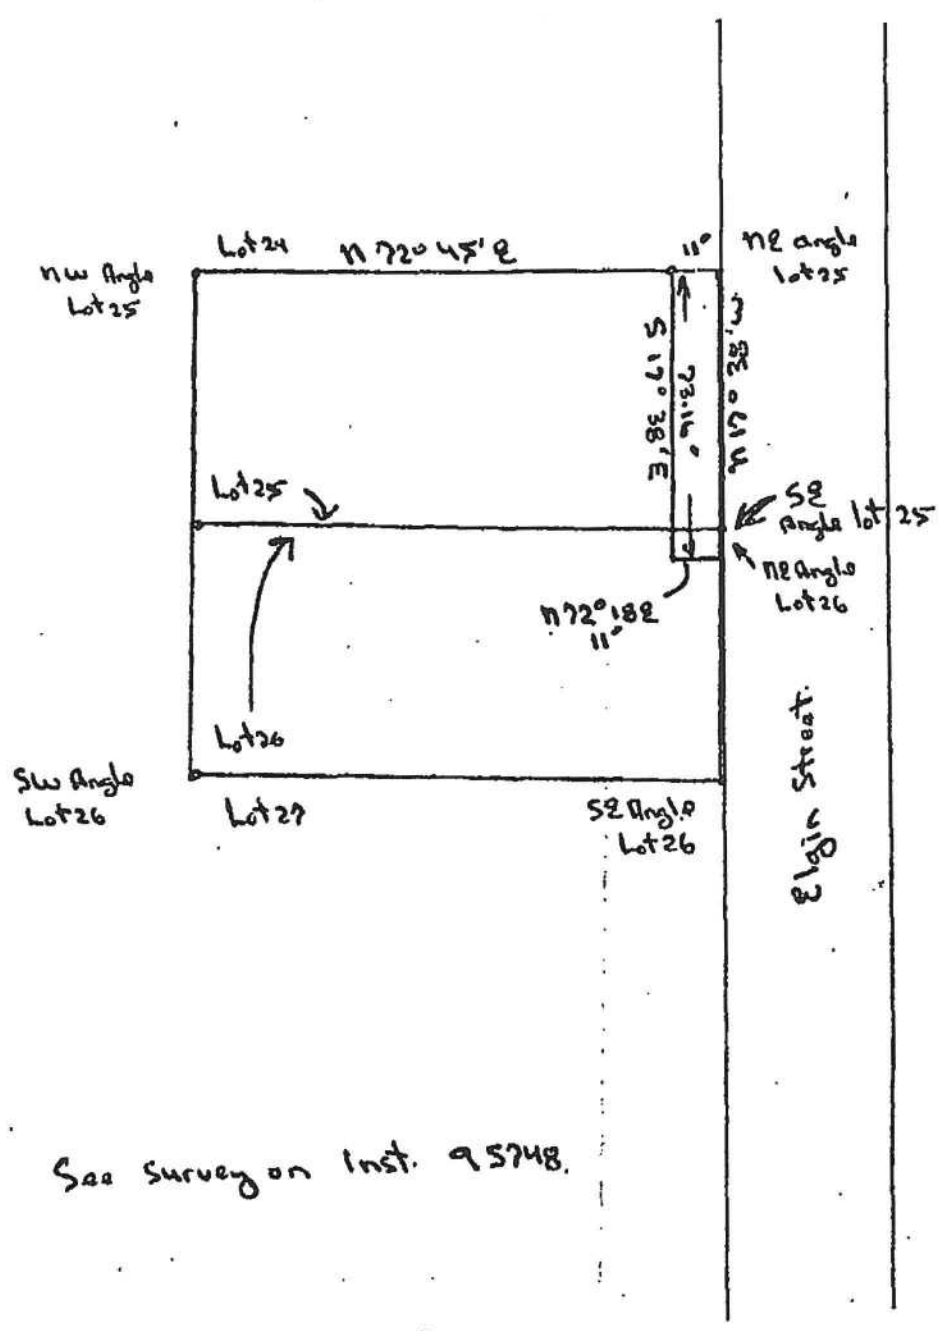 Lot 24
N 72° 45' E
11°
NE angle
lot 25
NW Angle
Lot 25
S 17° 38' E
73.16°
N 17° 38' W
Lot 25
SE
Angle lot 25
NE Angle
Lot 26
N 72° 18' E
11°
Lot 26
SW Angle
Lot 26
Lot 27
SE Angle
Lot 26
Elgin Street.
See survey on Inst. 95748.